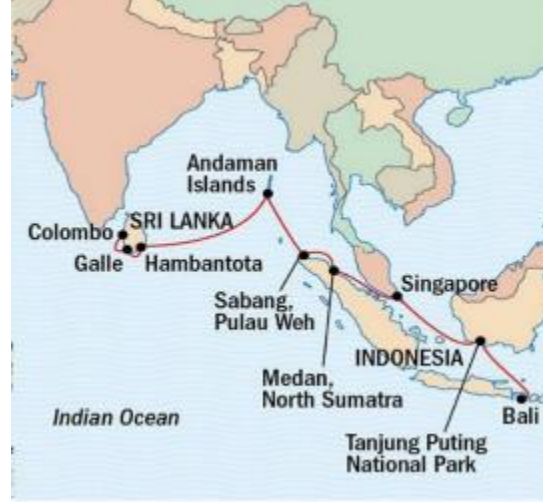 Andaman
Islands
Colombo
SRI LANKA
Galle
Hambantota
Sabang,
Pulau Weh
Singapore
Medan,
North Sumatra
INDONESIA
Indian Ocean
Bali
Tanjung Puting
National Park